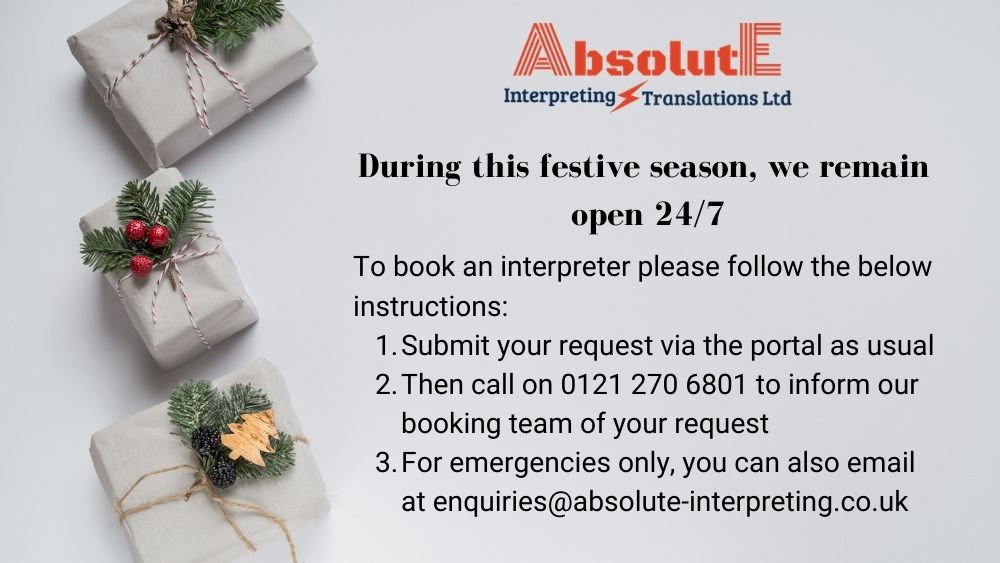 AbsolutE
Interpreting Translations Ltd
During this festive season, we remain
open 24/7
To book an interpreter please follow the below
instructions:
1. Submit your request via the portal as usual
2. Then call on 0121 270 6801 to inform our
booking team of your request
3. For emergencies only, you can also email
at enquiries@absolute-interpreting.co.uk